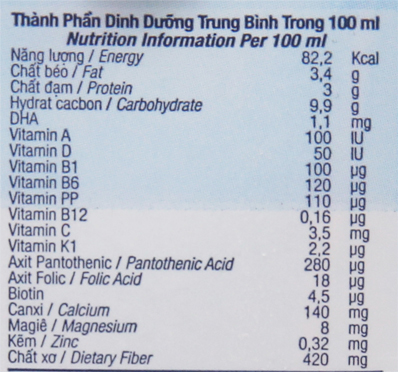 Thành Phần Dinh Dưỡng Trung Bình Trong 100 ml
Nutrition Information Per 100 ml
Năng lượng / Energy 82,2 Kcal
Chất béo / Fat 3,4 g
Chất đạm / Protein 3 g
Hydrat cacbon / Carbohydrate 9,9 g
DHA 1,1 mg
Vitamin A 100 IU
Vitamin D 50 IU
Vitamin B1 100 µg
Vitamin B6 120 µg
Vitamin PP 110 µg
Vitamin B12 0,16 µg
Vitamin C 3,5 mg
Vitamin K1 2,2 µg
Axit Pantothenic / Pantothenic Acid 280 µg
Axit Folic / Folic Acid 18 µg
Biotin 4,5 µg
Canxi / Calcium 140 mg
Magiê / Magnesium 8 mg
Kẽm / Zinc 0,32 mg
Chất xơ / Dietary Fiber 420 mg